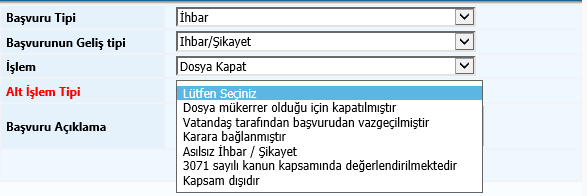 Başvuru Tipi İhbar
Başvurunun Geliş tipi Ihbar/Şikayet
İşlem Dosya Kapat
Alt İşlem Tipi
Lütfen Seçiniz
Dosya mükerrer olduğu için kapatılmıştır
Vatandaş tarafından başvurudan vazgeçilmiştir
Başvuru Açıklama
Karara bağlanmıştır
Asılsız İhbar / Şikayet
3071 sayılı kanun kapsamında değerlendirilmektedir
Kapsam dışıdır